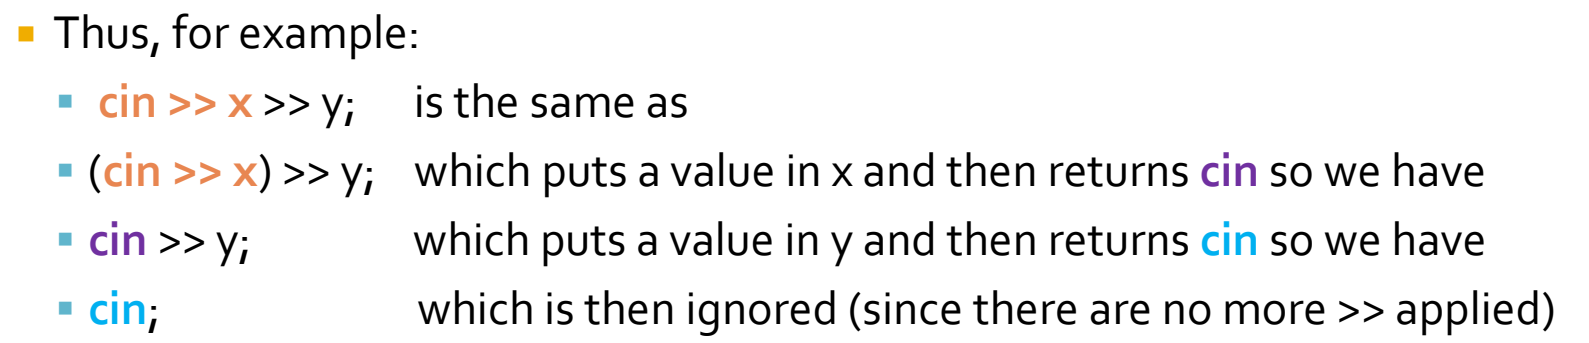 Thus, for example:
cin >> x >> y; is the same as
(cin >> x) >> y; which puts a value in x and then returns cin so we have
cin >> y; which puts a value in y and then returns cin so we have
cin; which is then ignored (since there are no more >> applied)